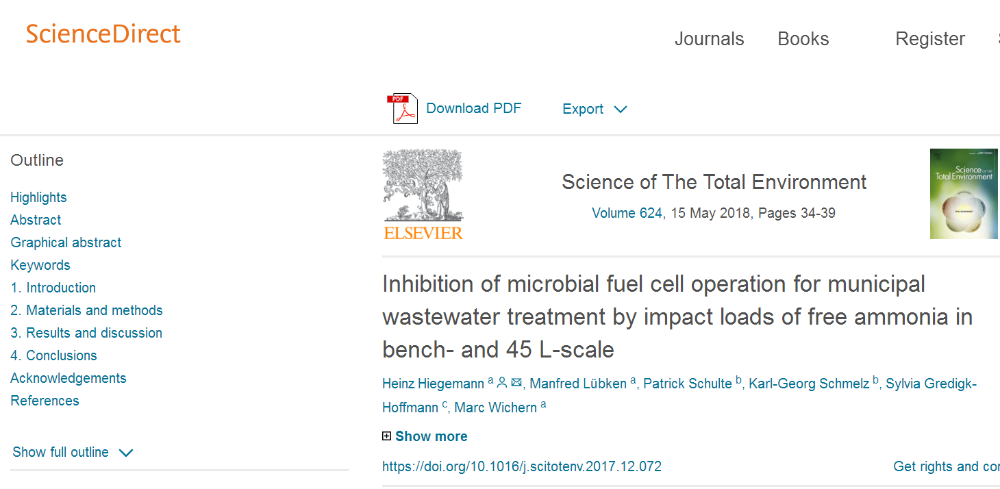 ScienceDirect
Journals Books Register
PDF
Download PDF Export
Outline
Highlights
Abstract
Graphical abstract
Keywords
1. Introduction
2. Materials and methods
3. Results and discussion
4. Conclusions
Acknowledgements
References
Show full outline
ELSEVIER
Science of The Total Environment
Volume 624, 15 May 2018, Pages 34-39
Science OF THE
Total Environment
Inhibition of microbial fuel cell operation for municipal
wastewater treatment by impact loads of free ammonia in
bench- and 45 L-scale
Heinz Hiegemann a, Manfred Lübken a, Patrick Schulte b, Karl-Georg Schmelz b, Sylvia Gredigk-
Hoffmann c, Marc Wichern a
Show more
https://doi.org/10.1016/j.scitotenv.2017.12.072
Get rights and